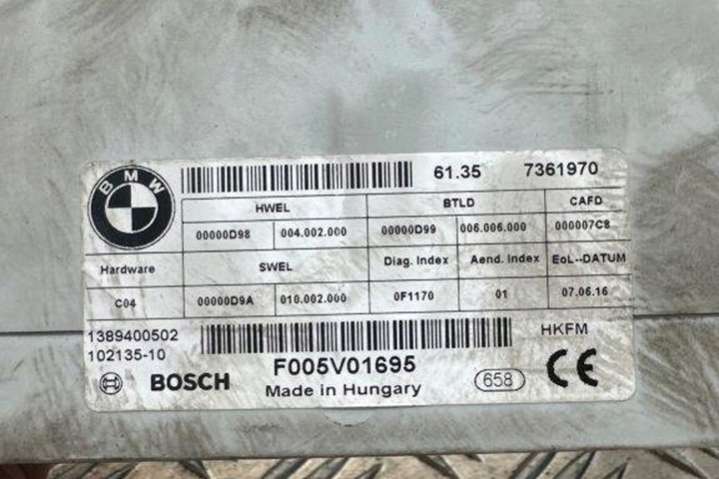 BMW
61.35 7361970
HWEL BTLD CAFD
00000D98 004.002.000 00000D99 006.006.000 000007C8
Hardware SWEL Diag. Index Aend. Index EoL--DATUM
C04 00000D9A 010.002.000 0F1170 01 07.06.16
1389400502 HKFM
102135-10
BOSCH F005V01695 658 CE
Made in Hungary